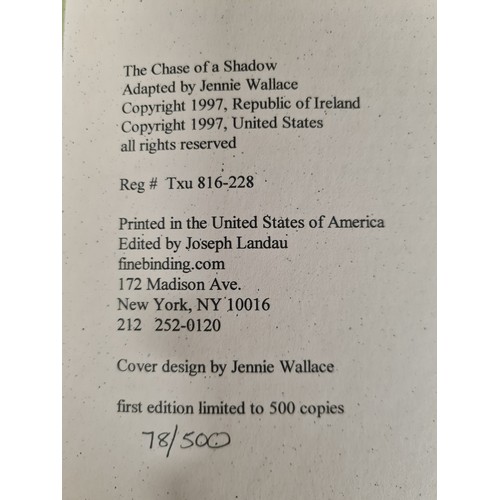 The Chase of a Shadow
Adapted by Jennie Wallace
Copyright 1997, Republic of Ireland
Copyright 1997, United States
all rights reserved
Reg # Txu 816-228
Printed in the United States of America
Edited by Joseph Landau
finebinding.com
172 Madison Ave.
New York, NY 10016
212 252-0120
Cover design by Jennie Wallace
first edition limited to 500 copies
78/500